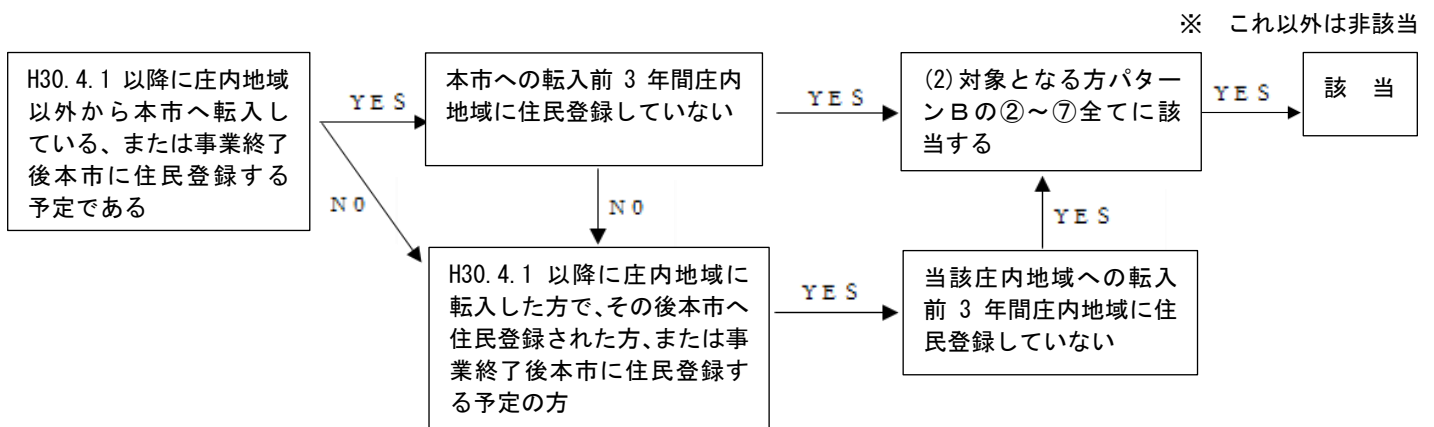 ※　これ以外は非該当
H30.4.1 以降に庄内地域
以外から本市へ転入し
ている、または事業終了
後本市に住民登録する
予定である
YES
NO
本市への転入前 3 年間庄内
地域に住民登録していない
YES
NO
(2)対象となる方パター
ンBの②～⑦全てに該
当する
YES
該　当
H30.4.1 以降に庄内地域に
転入した方で、その後本市へ
住民登録された方、または事
業終了後本市に住民登録す
る予定の方
YES
当該庄内地域への転入
前 3 年間庄内地域に住
民登録していない
YES